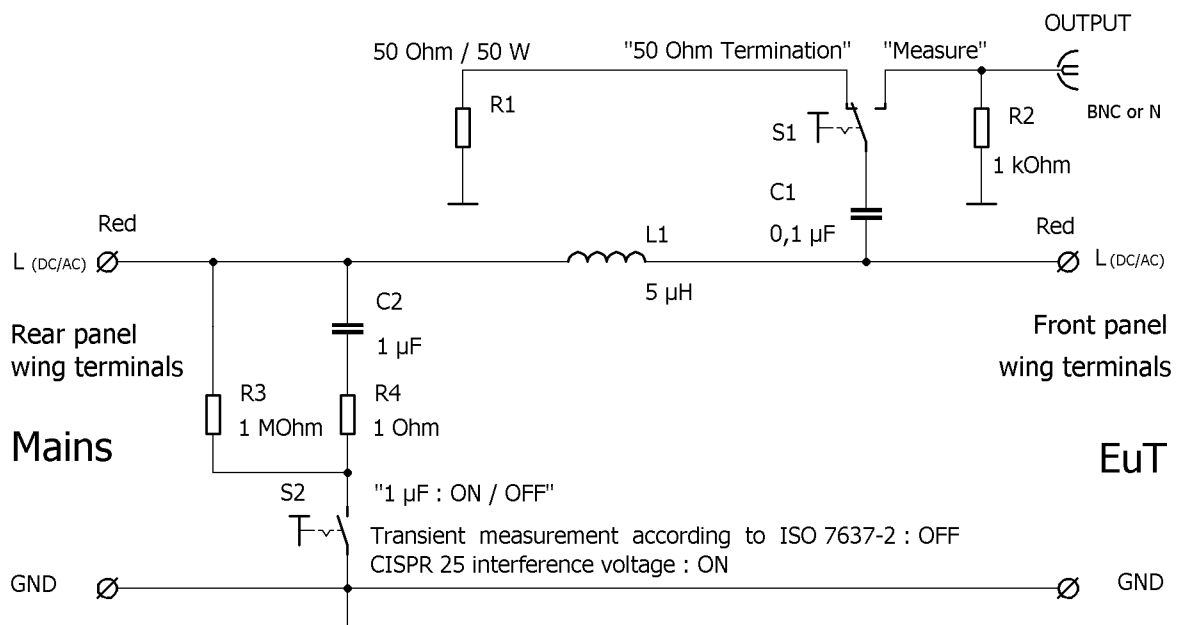 OUTPUT
50 Ohm / 50 W
"50 Ohm Termination"
"Measure"
R1
S1
R2
BNC or N
1 kOhm
C1
0,1 µF
Red
L (DC/AC)
L1
5 µH
Red
L (DC/AC)
Rear panel
wing terminals
C2
1 µF
Front panel
wing terminals
R3
1 MOhm
R4
1 Ohm
Mains
EuT
S2
"1 µF : ON / OFF"
Transient measurement according to ISO 7637-2 : OFF
CISPR 25 interference voltage : ON
GND
GND